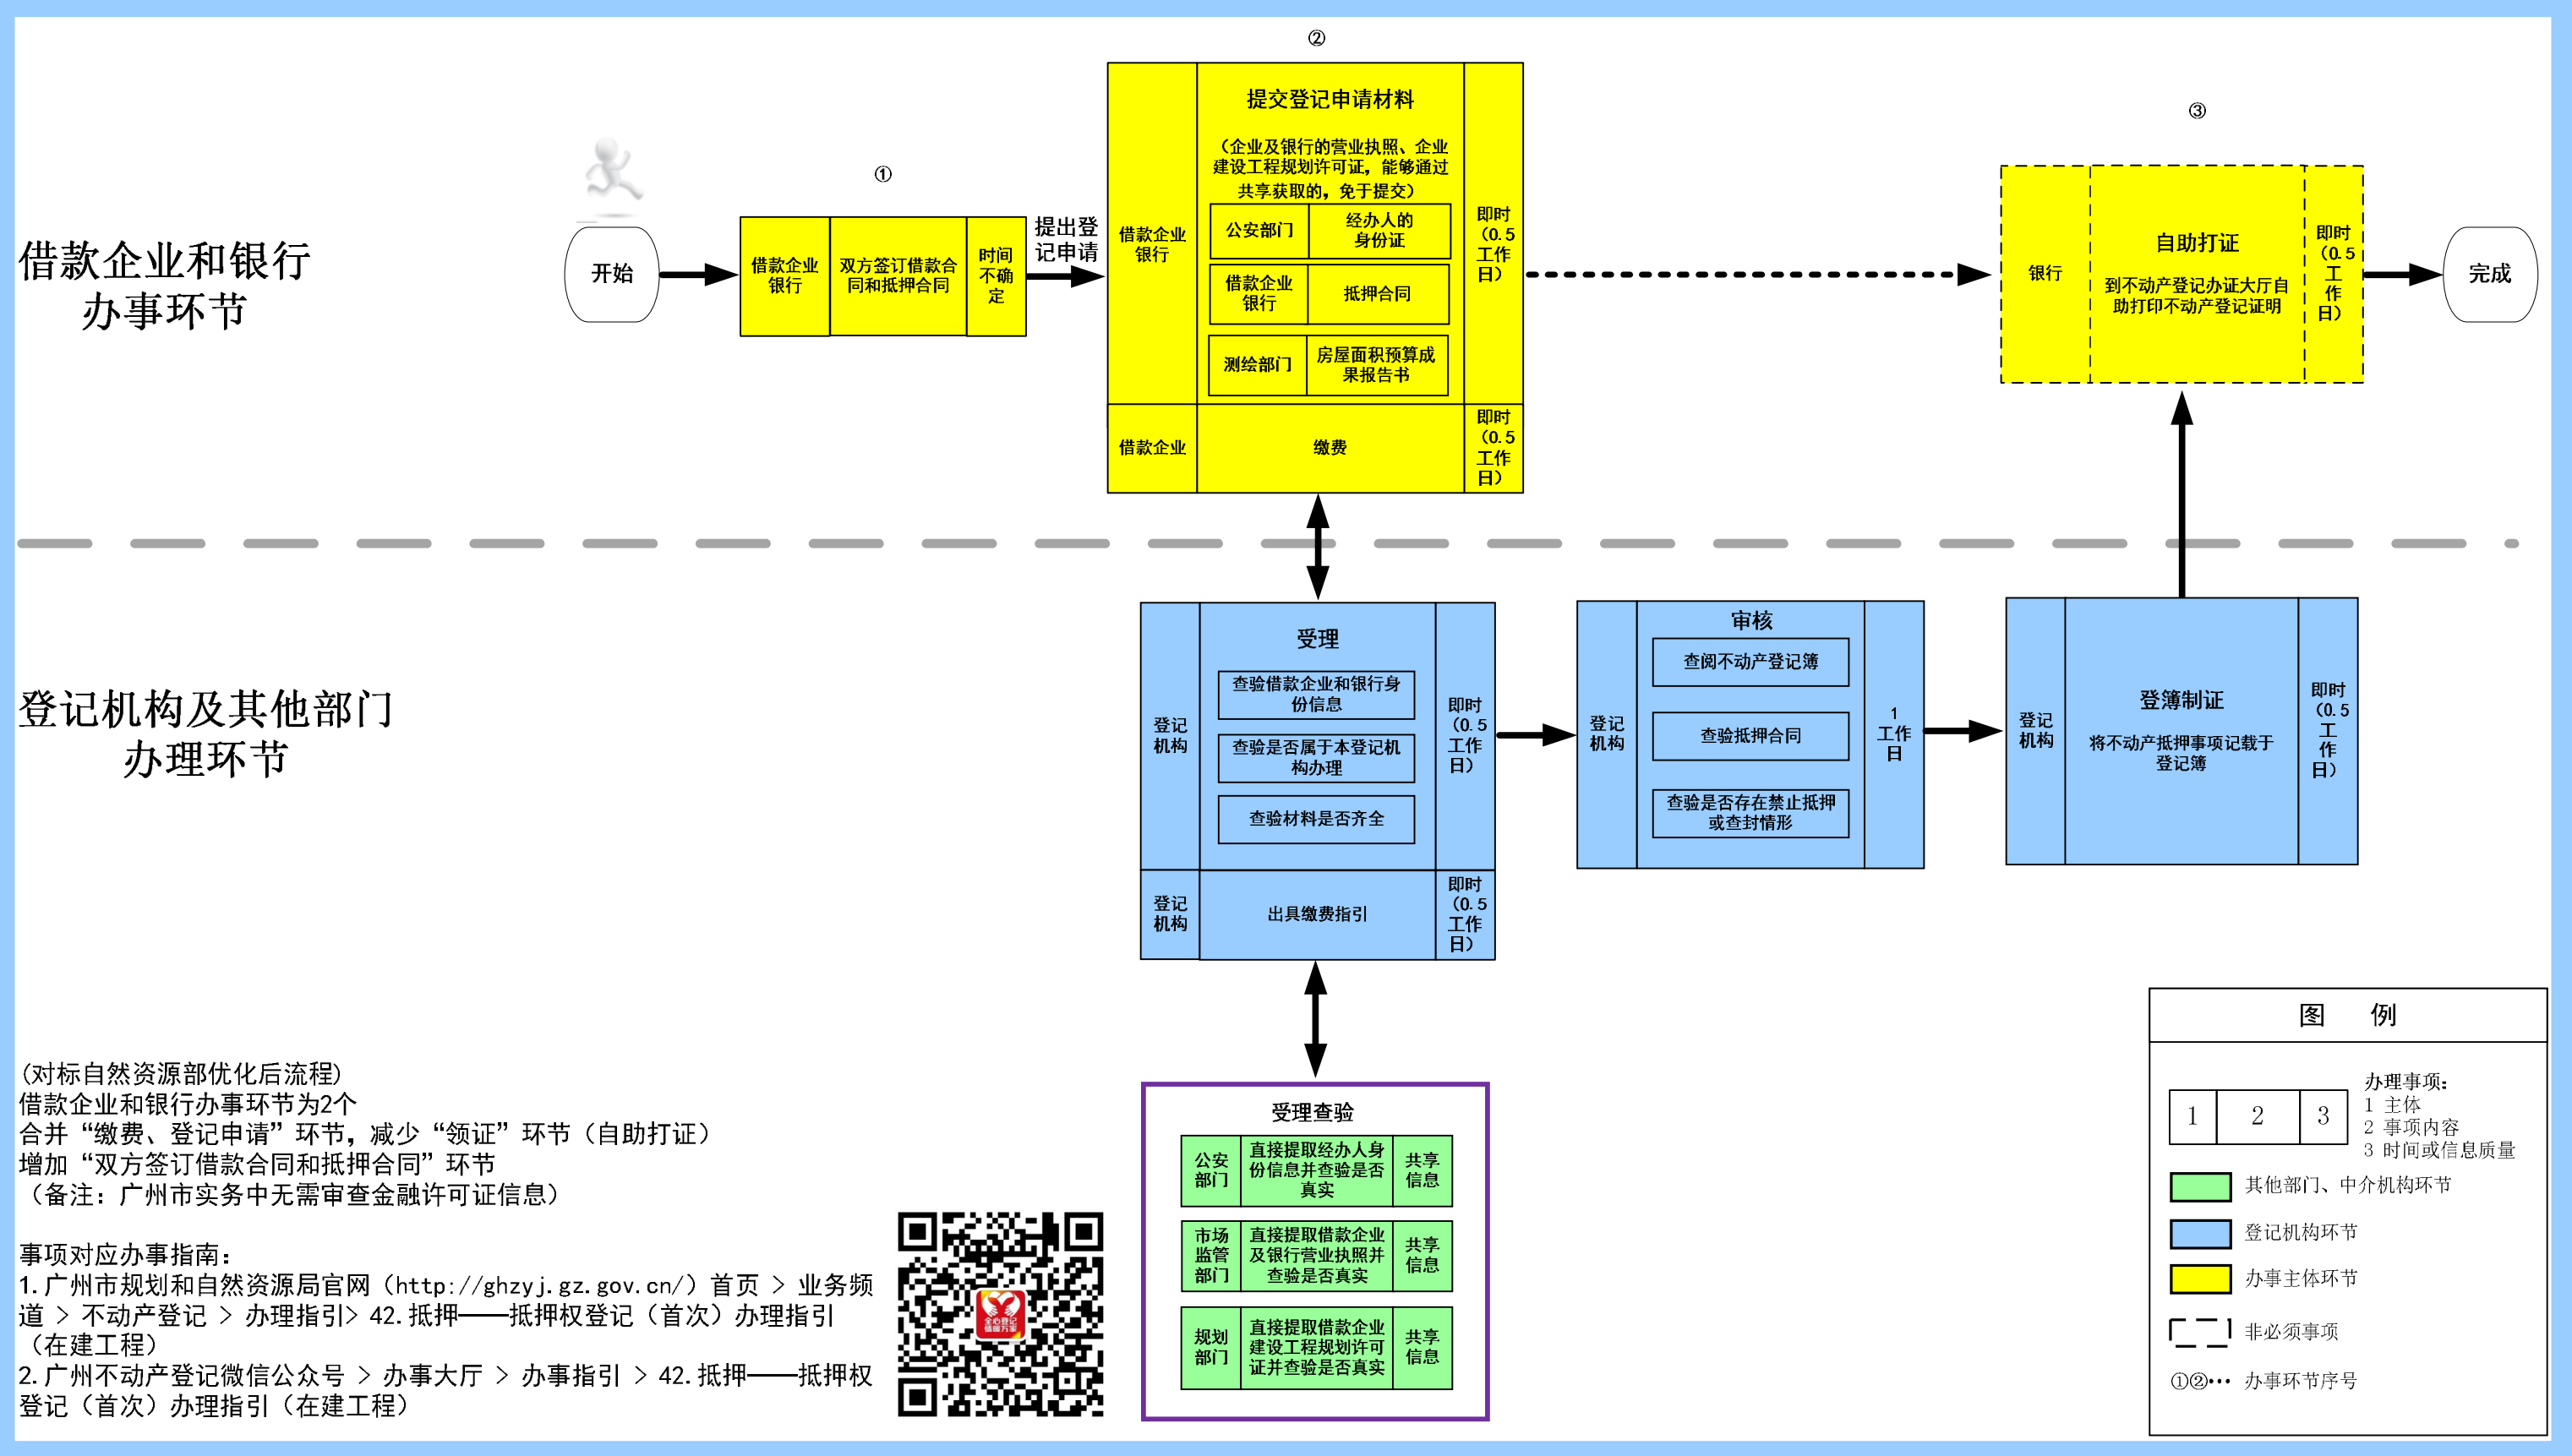 借款企业和银行
办事环节
开始
①
借款企业
银行
双方签订借款合
同和抵押合同
时间
不确
定
提出登
记申请
②
借款企业
银行
提交登记申请材料
（企业及银行的营业执照、企业
建设工程规划许可证，能够通过
共享获取的，免于提交）
公安部门
经办人的
身份证
借款企业
银行
抵押合同
测绘部门
房屋面积预算成
果报告书
即时
（0.5
工作
日）
借款企业
缴费
即时
（0.5
工作
日）
③
银行
自助打证
到不动产登记办证大厅自
助打印不动产登记证明
即时
（0.5
工
作
日）
完成
登记机构及其他部门
办理环节
登记
机构
受理
查验借款企业和银行身
份信息
查验是否属于本登记机
构办理
查验材料是否齐全
即时
（0.5
工作
日）
登记
机构
出具缴费指引
即时
（0.5
工作
日）
登记
机构
审核
查阅不动产登记簿
查验抵押合同
查验是否存在禁止抵押
或查封情形
1
工作
日
登记
机构
登簿制证
将不动产抵押事项记载于
登记簿
即时
（0.5
工
作
日）
受理查验
公安
部门
直接提取经办人身
份信息并查验是否
真实
共享
信息
市场
监管
部门
直接提取借款企业
及银行营业执照并
查验是否真实
共享
信息
规划
部门
直接提取借款企业
建设工程规划许可
证并查验是否真实
共享
信息
(对标自然资源部优化后流程)
借款企业和银行办事环节为2个
合并“缴费、登记申请”环节，减少“领证”环节（自助打证）
增加“双方签订借款合同和抵押合同”环节
（备注：广州市实务中无需审查金融许可证信息）
事项对应办事指南：
1.广州市规划和自然资源局官网（http://ghzyj.gz.gov.cn/）首页 > 业务频
道 > 不动产登记 > 办理指引> 42.抵押——抵押权登记（首次）办理指引
（在建工程）
2.广州不动产登记微信公众号 > 办事大厅 > 办事指引 > 42.抵押——抵押权
登记（首次）办理指引（在建工程）
全心登记
情暖万家
图 例
1 2 3
办理事项：
1 主体
2 事项内容
3 时间或信息质量
其他部门、中介机构环节
登记机构环节
办事主体环节
非必须事项
①②… 办事环节序号